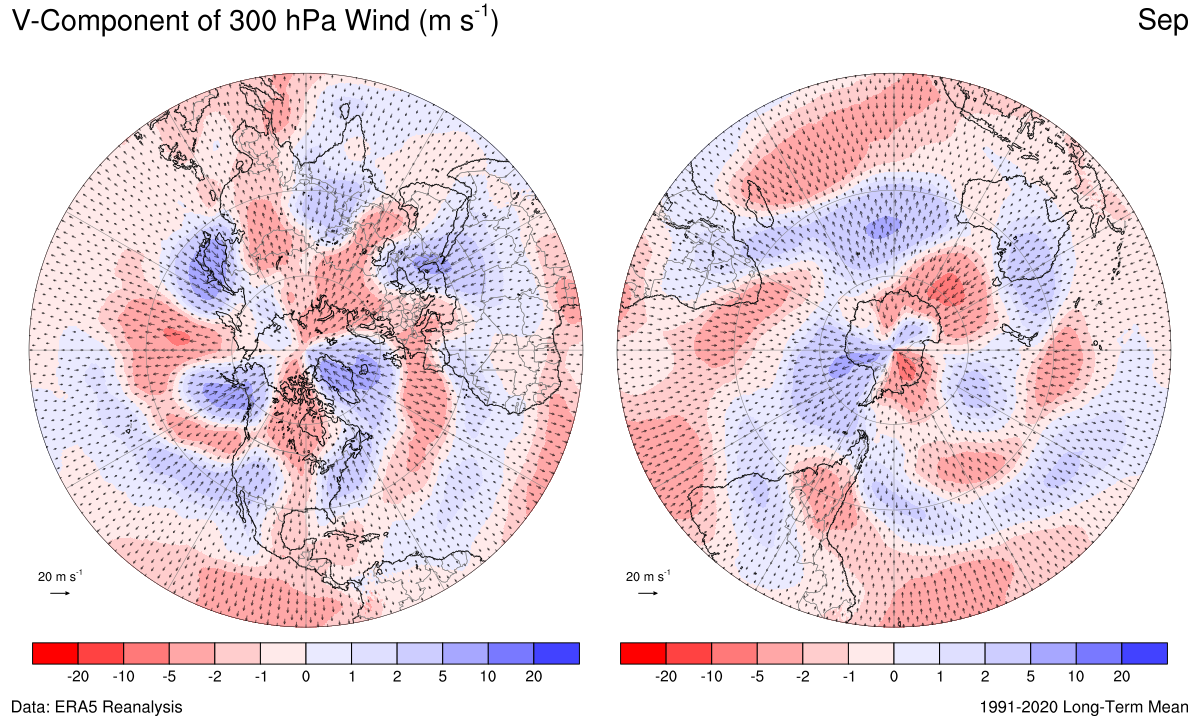 V-Component of 300 hPa Wind (m s-1) Sep
20 m s-1 20 m s-1
-20 -10 -5 -2 -1 0 1 2 5 10 20 -20 -10 -5 -2 -1 0 1 2 5 10 20
Data: ERA5 Reanalysis 1991-2020 Long-Term Mean